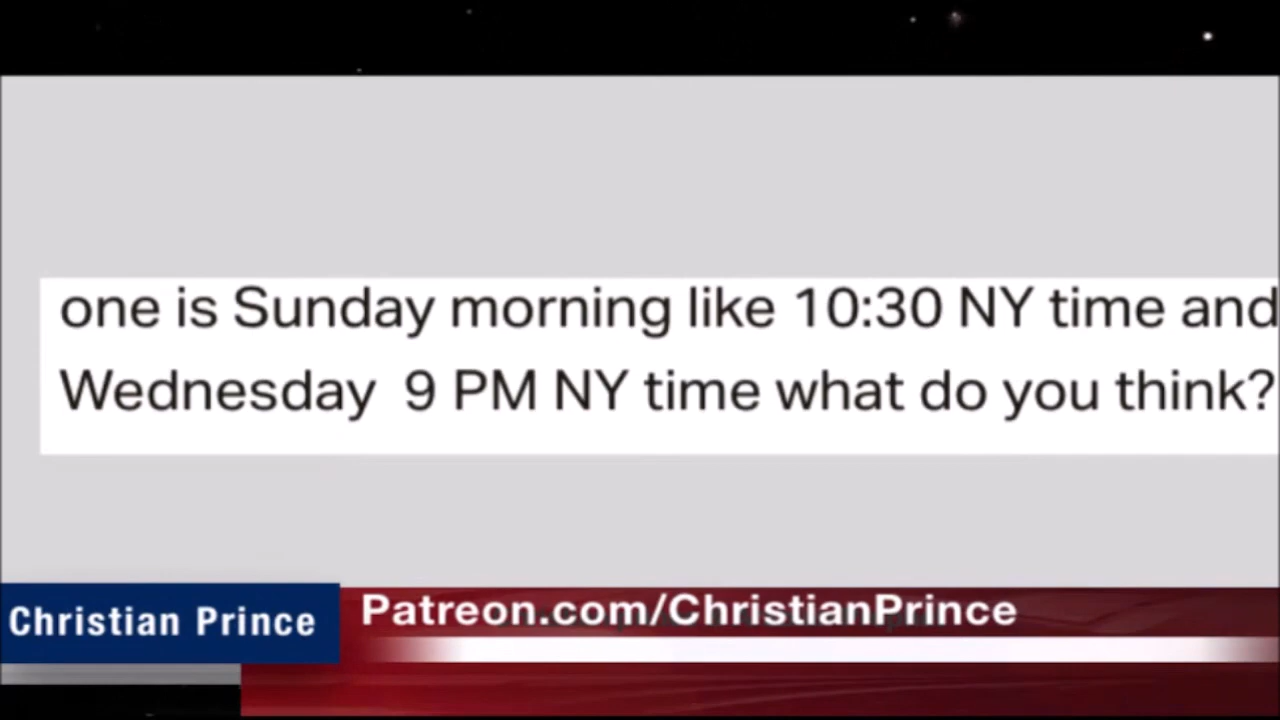 one is Sunday morning like 10:30 NY time and
Wednesday  9 PM NY time what do you think?
Christian Prince
Patreon.com/ChristianPrince